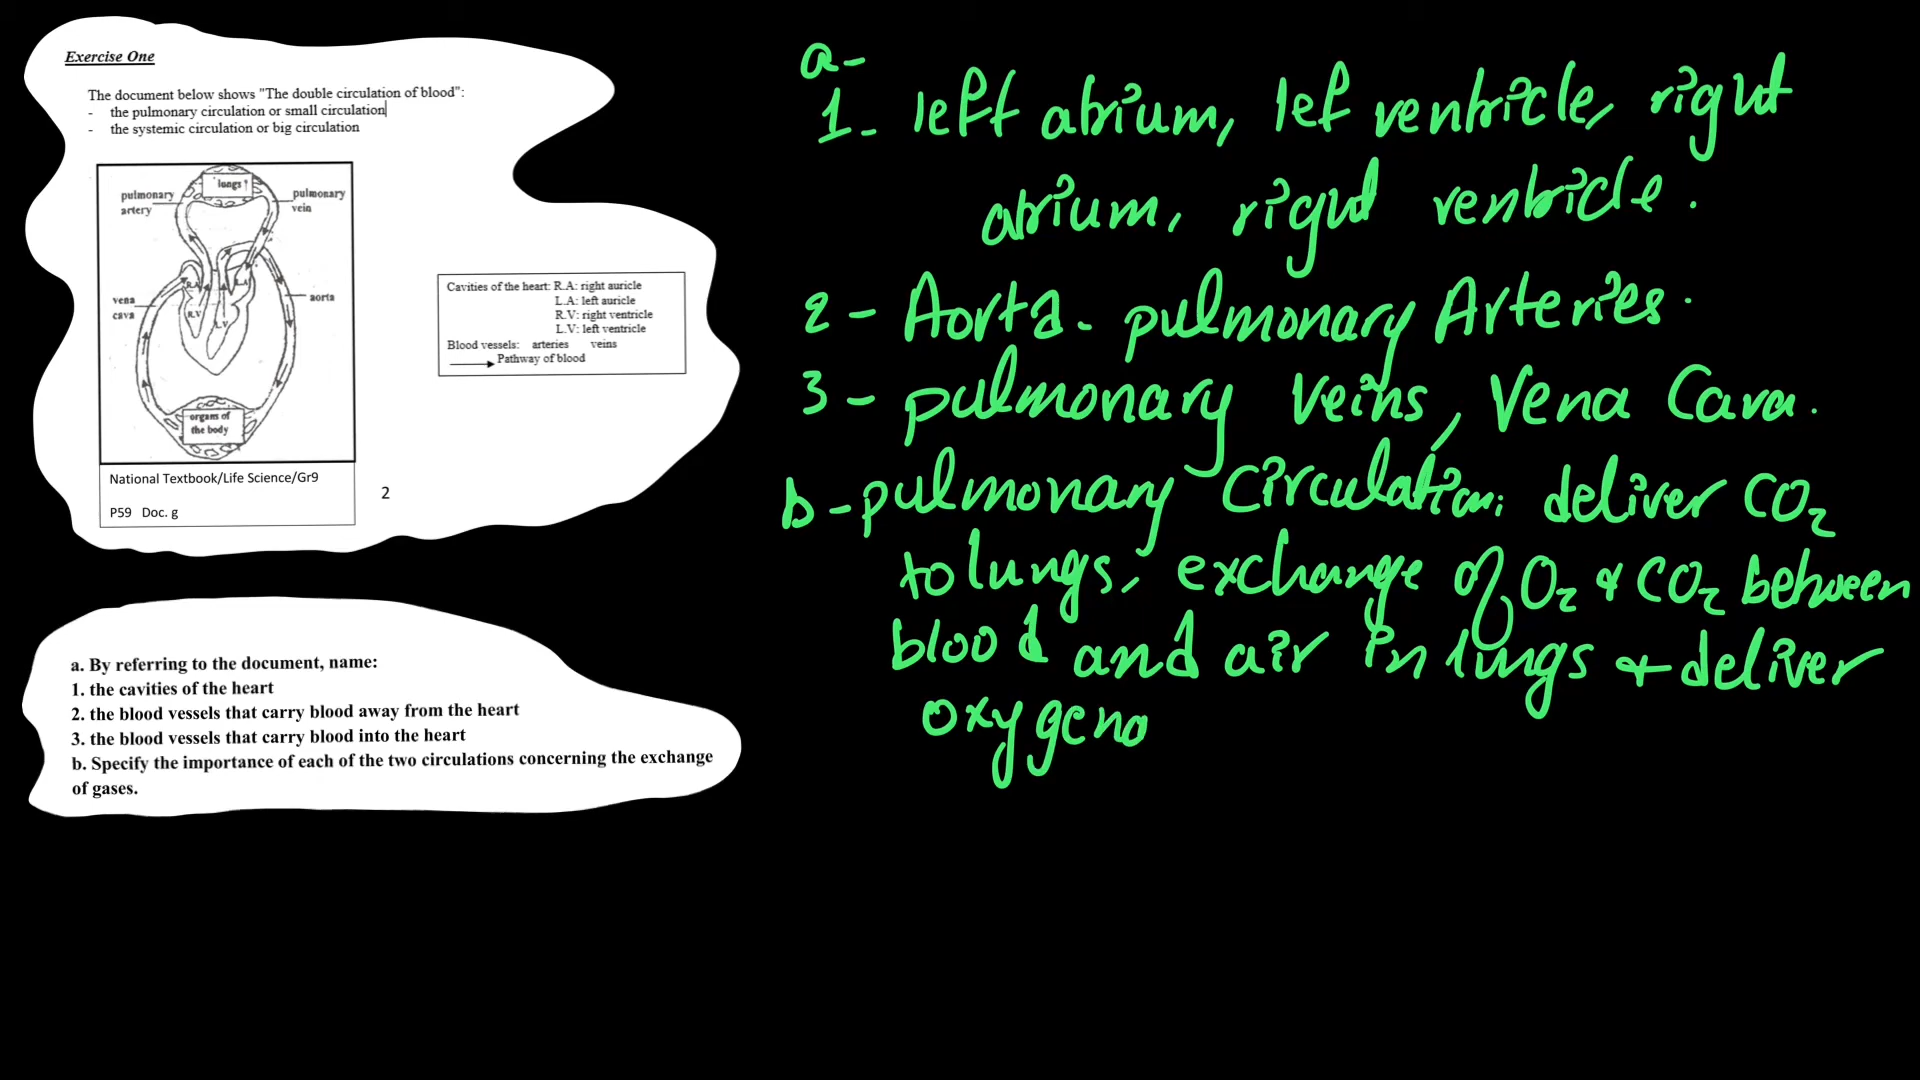 Exercise One
The document below shows "The double circulation of blood":
- the pulmonary circulation or small circulation
- the systemic circulation or big circulation
lungs
pulmonary
artery
pulmonary
vein
R.A
L.A
vena
cava
aorta
R.V
L.V
organs of
the body
National Textbook/Life Science/Gr9
P59 Doc. g
2
Cavities of the heart: R.A: right auricle
L.A: left auricle
R.V: right ventricle
L.V: left ventricle
Blood vessels: arteries veins
Pathway of blood
a. By referring to the document, name:
1. the cavities of the heart
2. the blood vessels that carry blood away from the heart
3. the blood vessels that carry blood into the heart
b. Specify the importance of each of the two circulations concerning the exchange
of gases.
a-
1- left atrium, lef ventricle, right
atrium, right ventricle.
2- Aorta - pulmonary Arteries.
3- pulmonary veins, Vena Cava.
b- pulmonary circulation: deliver CO₂
to lungs, exchange of O₂ & CO₂ between
blood and air in lungs & deliver